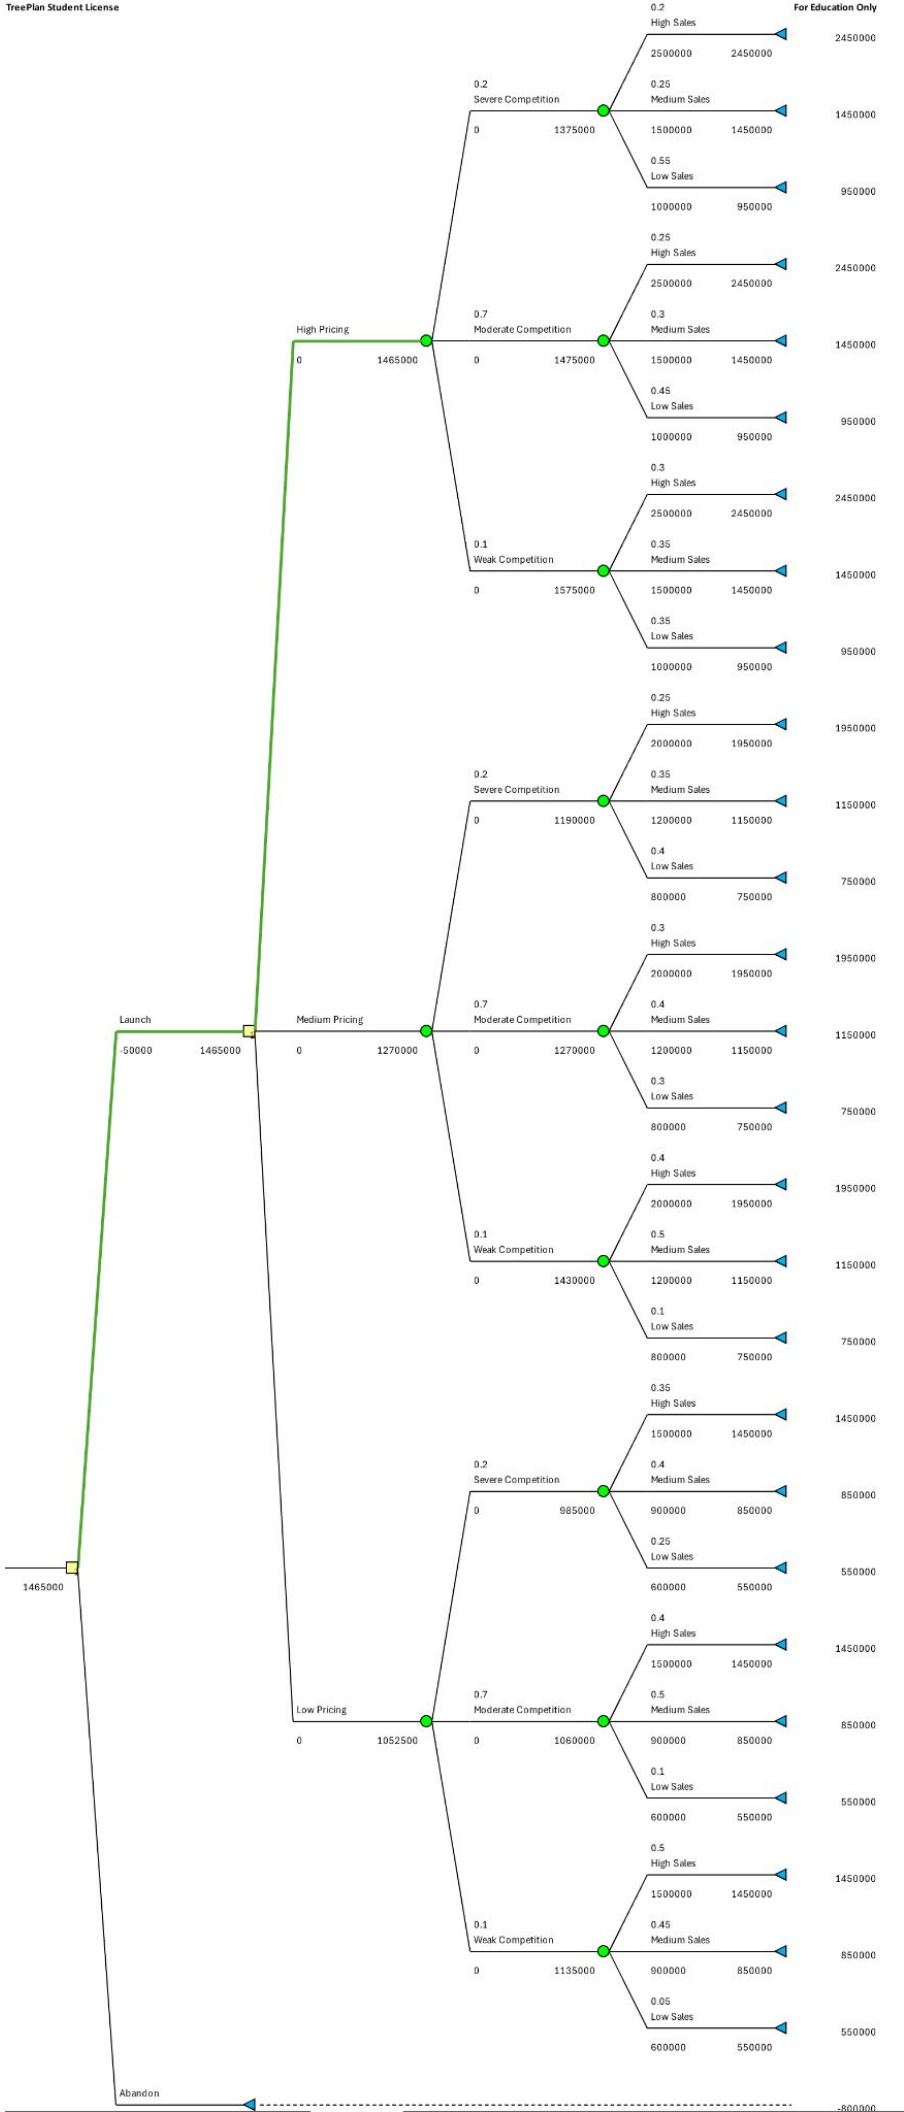 TreePlan Student License For Education Only
0.2
High Sales
2450000
2500000 2450000
0.2 0.25
Severe Competition Medium Sales
1450000
0 1375000 1500000 1450000
0.55
Low Sales
950000
1000000 950000
0.25
High Sales
2450000
2500000 2450000
0.7 0.3
High Pricing Moderate Competition Medium Sales
1450000
0 1465000 0 1475000 1500000 1450000
0.45
Low Sales
950000
1000000 950000
0.3
High Sales
2450000
2500000 2450000
0.1 0.35
Weak Competition Medium Sales
1450000
0 1575000 1500000 1450000
0.35
Low Sales
950000
1000000 950000
0.25
High Sales
1950000
2000000 1950000
0.2 0.35
Severe Competition Medium Sales
1150000
0 1190000 1200000 1150000
0.4
Low Sales
750000
800000 750000
0.3
High Sales
1950000
2000000 1950000
0.7 0.4
Launch Medium Pricing Moderate Competition Medium Sales
1150000
-50000 1465000 0 1270000 0 1270000 1200000 1150000
0.3
Low Sales
750000
800000 750000
0.4
High Sales
1950000
2000000 1950000
0.1 0.5
Weak Competition Medium Sales
1150000
0 1430000 1200000 1150000
0.1
Low Sales
750000
800000 750000
0.35
High Sales
1450000
1500000 1450000
0.2 0.4
Severe Competition Medium Sales
850000
0 985000 900000 850000
0.25
Low Sales
550000
1465000 600000 550000
0.4
High Sales
1450000
1500000 1450000
0.7 0.5
Low Pricing Moderate Competition Medium Sales
850000
0 1052500 0 1060000 900000 850000
0.1
Low Sales
550000
600000 550000
0.5
High Sales
1450000
1500000 1450000
0.1 0.45
Weak Competition Medium Sales
850000
0 1135000 900000 850000
0.05
Low Sales
550000
600000 550000
Abandon
-800000